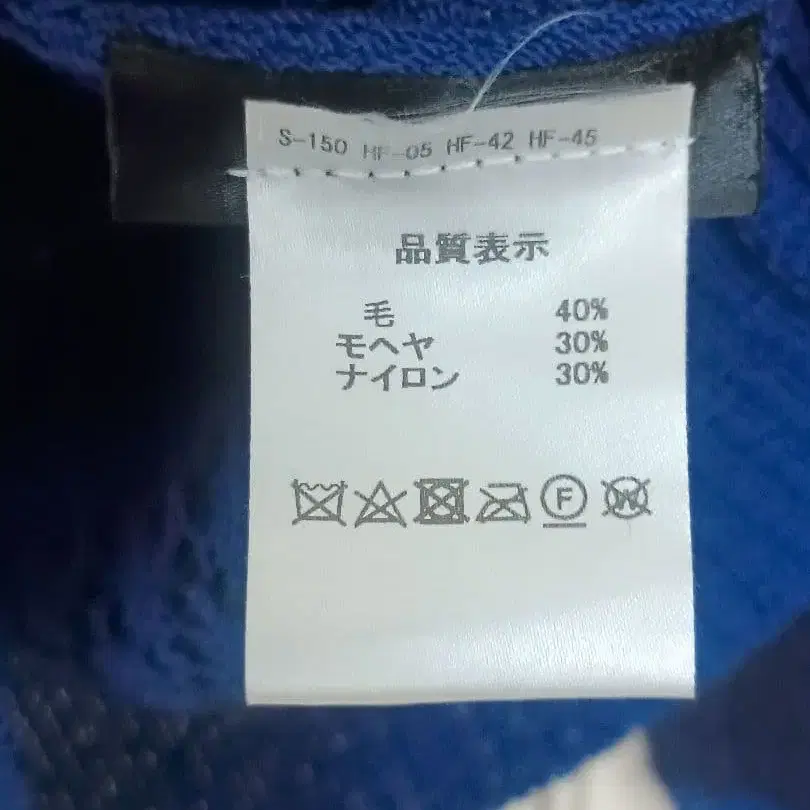 S-150 HF-05 HF-42 HF-45
品質表示
毛 40%
モヘヤ 30%
ナイロン 30%
F W